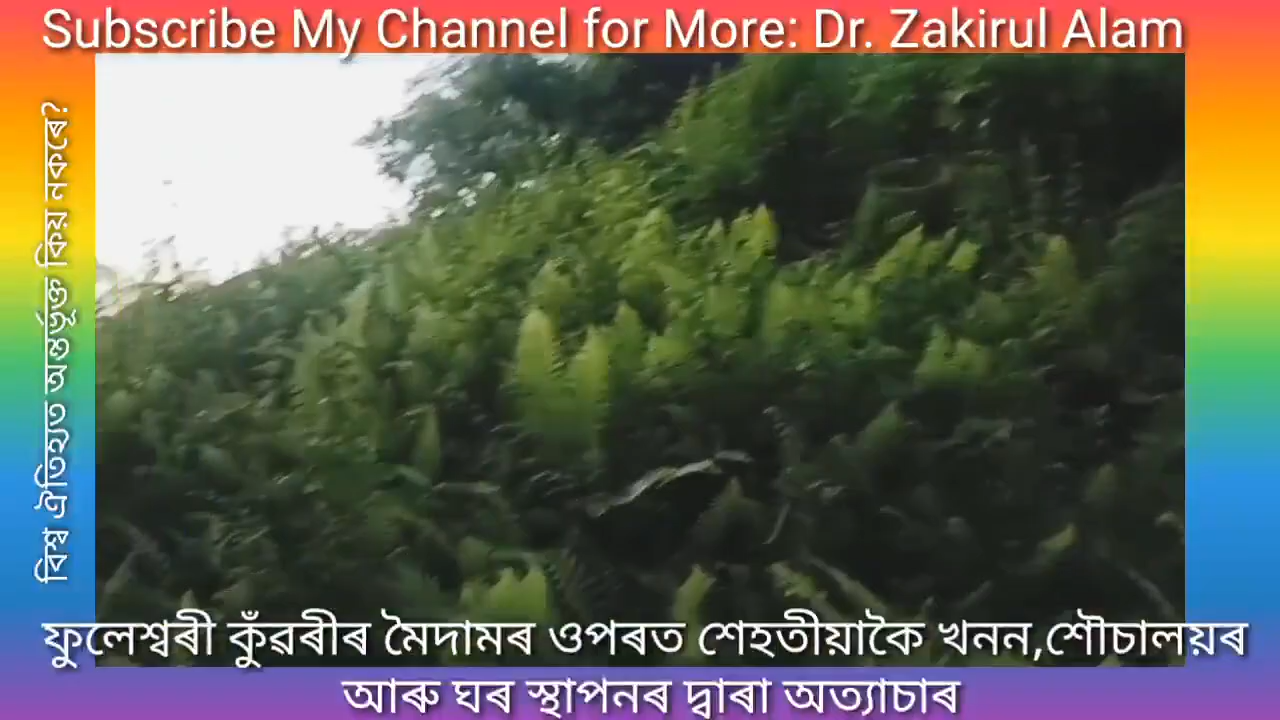 Subscribe My Channel for More: Dr. Zakirul Alam
বিশ্ব ঐতিহ্যত অন্তৰ্ভূক্ত কিয় নকৰে?
ফুলেশ্বৰী কুঁৱৰীৰ মৈদামৰ ওপৰত শেহতীয়াকৈ খনন,শৌচালয়ৰ
আৰু ঘৰ স্থাপনৰ দ্বাৰা অত্যাচাৰ